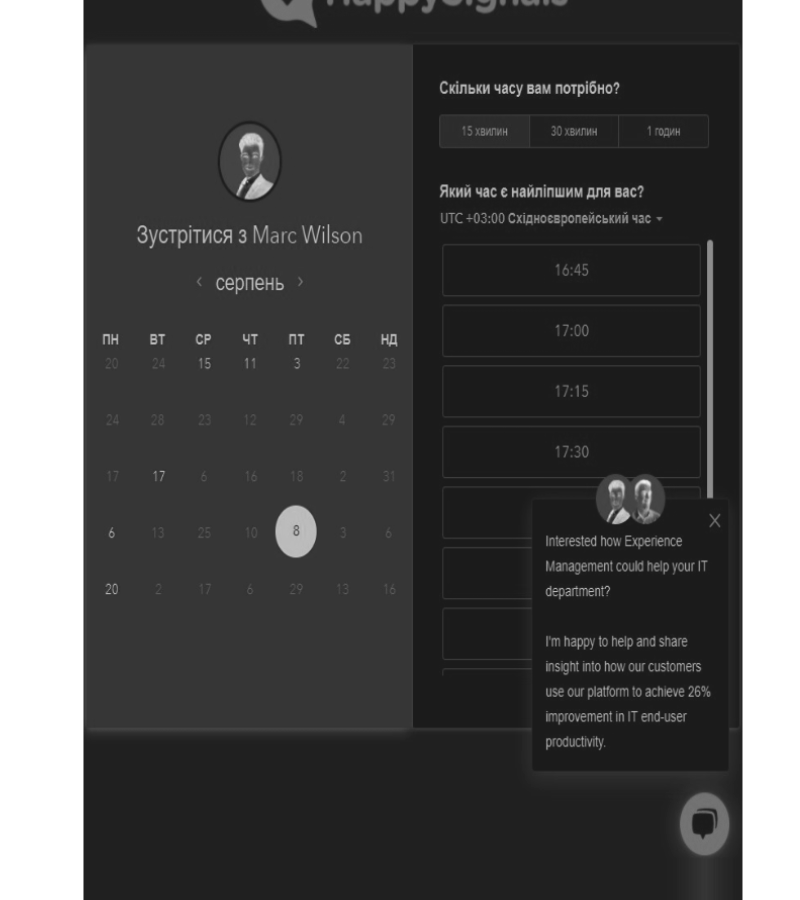 HappySignals
Зустрітися з Marc Wilson
‹ серпень ›
ПН ВТ СР ЧТ ПТ СБ НД
20 24 15 11 3 22 23
24 28 23 12 29 4 29
17 17 6 16 18 2 31
6 13 25 10 8 3 6
20 2 17 6 29 13 16
Скільки часу вам потрібно?
15 хвилин 30 хвилин 1 годин
Який час є найліпшим для вас?
UTC +03:00 Східноєвропейський час
16:45
17:00
17:15
17:30
Interested how Experience
Management could help your IT
department?
I'm happy to help and share
insight into how our customers
use our platform to achieve 26%
improvement in IT end-user
productivity.